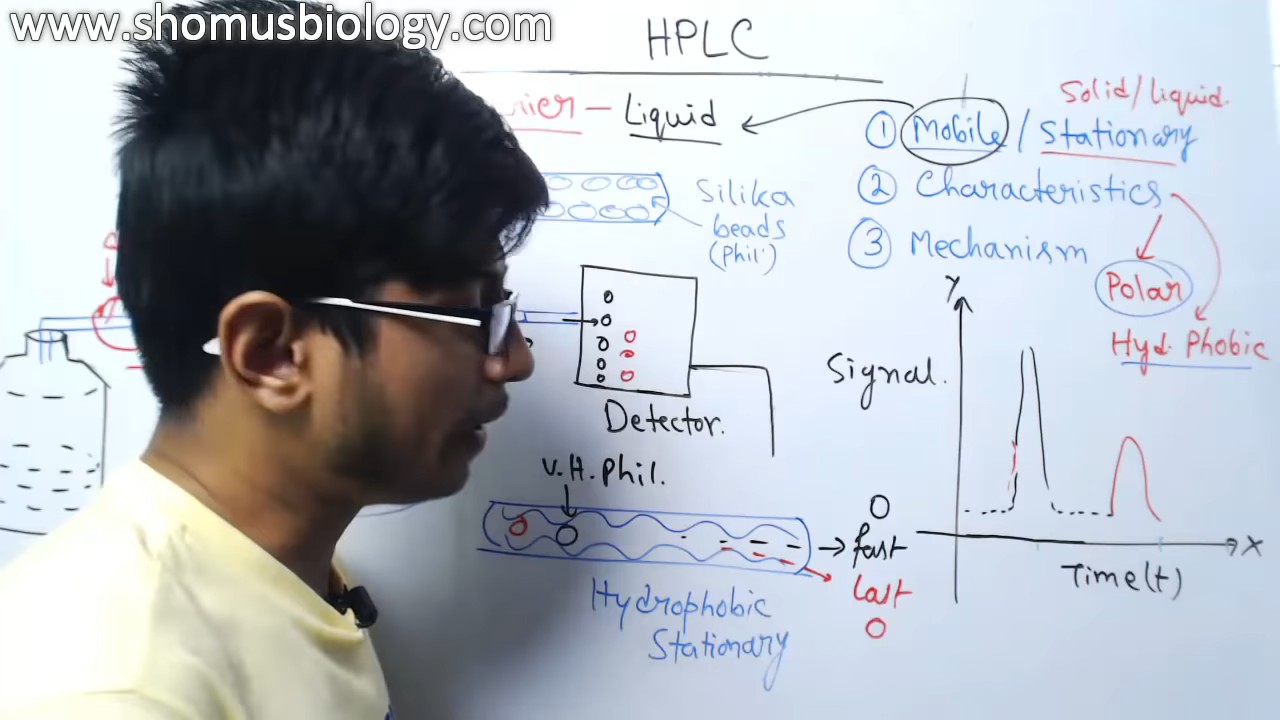 www.shomusbiology.com
HPLC
rier – Liquid
Solid/liquid.
① Mobile / Stationary
② Characteristics
③ Mechanism
Silika
beads
(Phil.)
Polar
Hyd. Phobic
Detector.
Signal.
Y
V.H. Phil.
fast
Last
Hydrophobic
Stationary
X
Time(t)